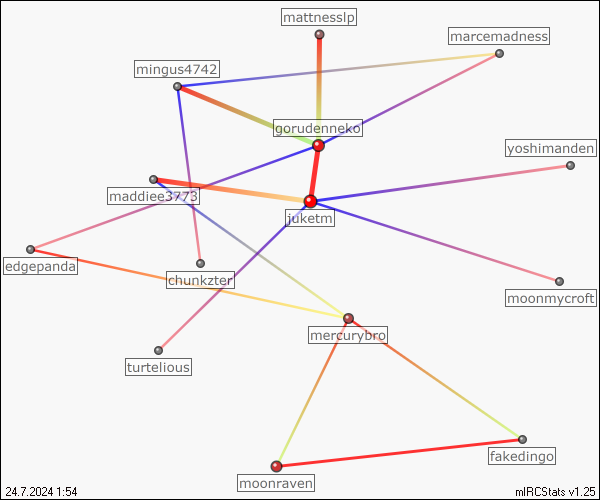 mattnesslp
marcemadness
mingus4742
gorudenneko
yoshimanden
maddiee3773
juketm
edgepanda
chunkzter
moonmycroft
mercurybro
turtelious
fakedingo
moonraven
24.7.2024 1:54
mIRCStats v1.25